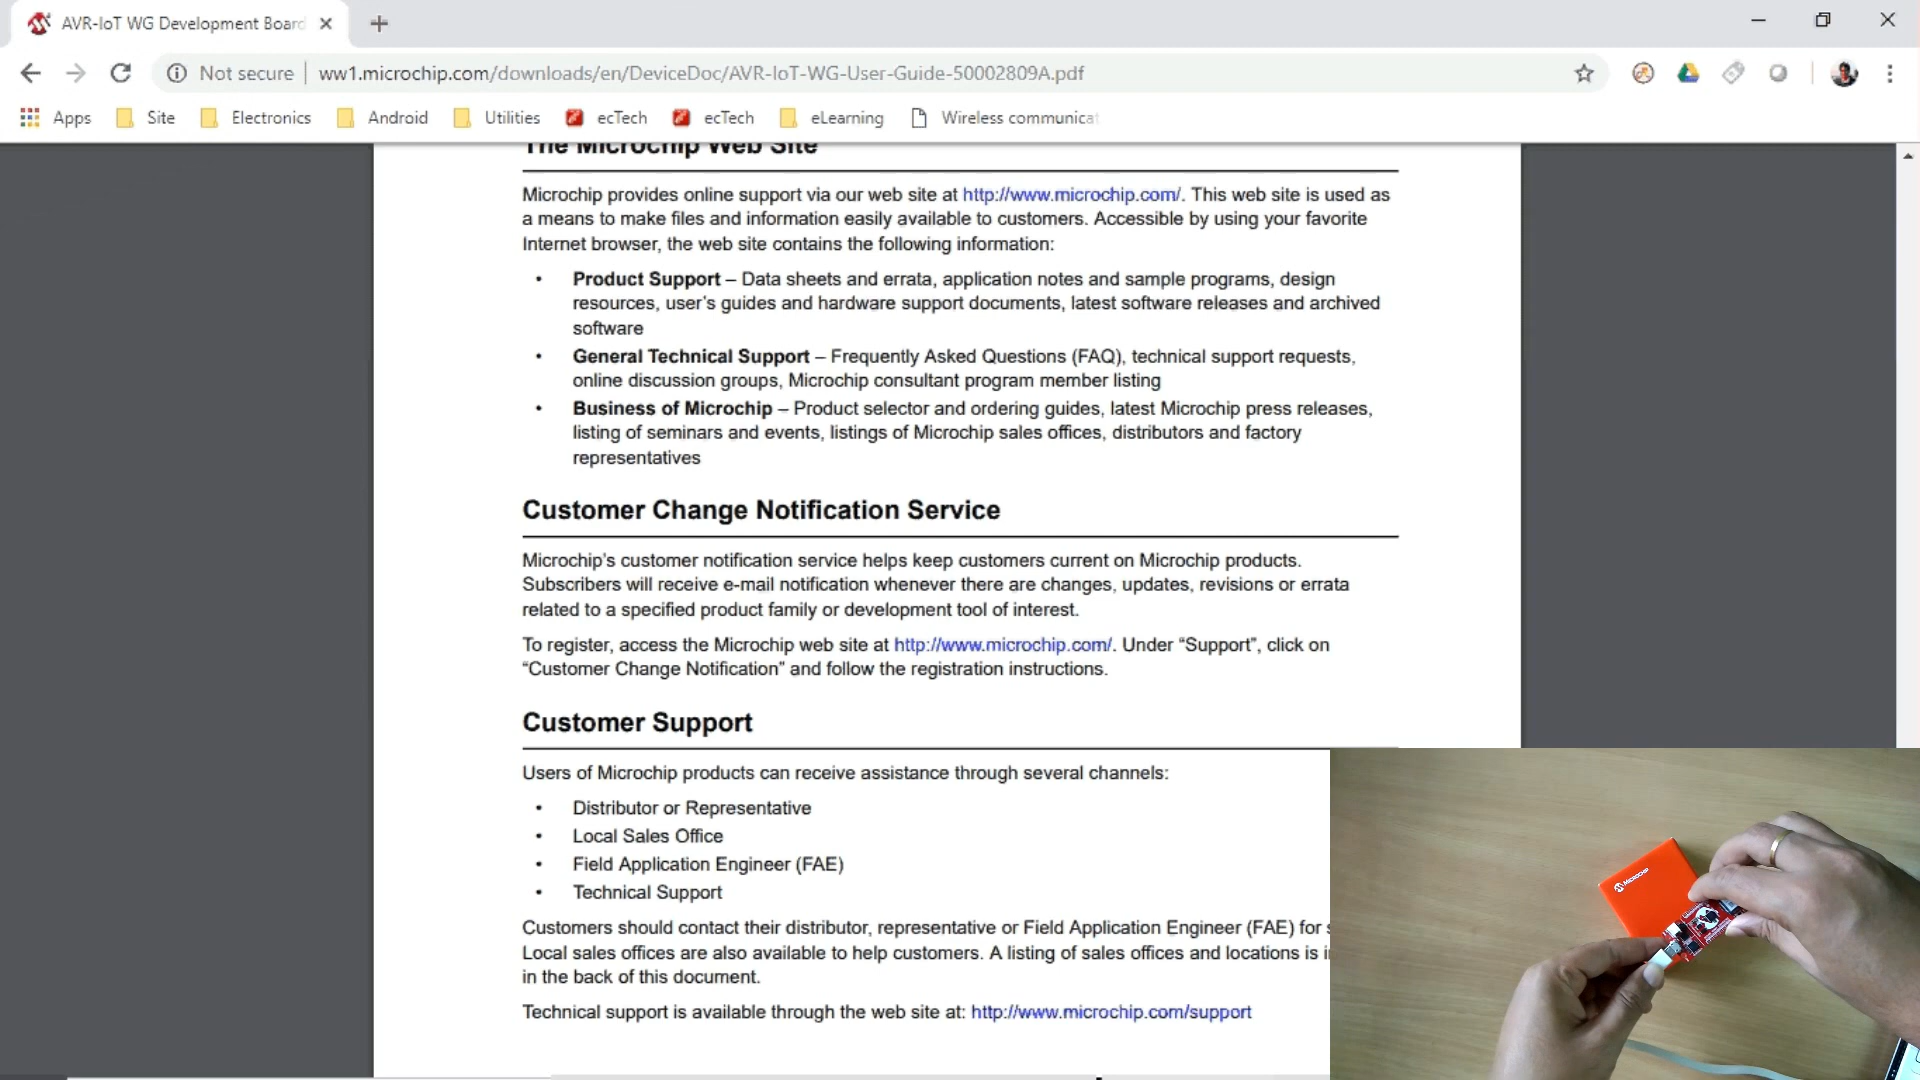 AVR-IoT WG Development Board
Not secure
ww1.microchip.com/downloads/en/DeviceDoc/AVR-IoT-WG-User-Guide-50002809A.pdf
Apps
Site
Electronics
Android
Utilities
ecTech
ecTech
eLearning
Wireless communicat
The Microchip Web Site
Microchip provides online support via our web site at http://www.microchip.com/. This web site is used as
a means to make files and information easily available to customers. Accessible by using your favorite
Internet browser, the web site contains the following information:
• Product Support – Data sheets and errata, application notes and sample programs, design
resources, user’s guides and hardware support documents, latest software releases and archived
software
• General Technical Support – Frequently Asked Questions (FAQ), technical support requests,
online discussion groups, Microchip consultant program member listing
• Business of Microchip – Product selector and ordering guides, latest Microchip press releases,
listing of seminars and events, listings of Microchip sales offices, distributors and factory
representatives
Customer Change Notification Service
Microchip’s customer notification service helps keep customers current on Microchip products.
Subscribers will receive e-mail notification whenever there are changes, updates, revisions or errata
related to a specified product family or development tool of interest.
To register, access the Microchip web site at http://www.microchip.com/. Under “Support”, click on
“Customer Change Notification” and follow the registration instructions.
Customer Support
Users of Microchip products can receive assistance through several channels:
• Distributor or Representative
• Local Sales Office
• Field Application Engineer (FAE)
• Technical Support
Customers should contact their distributor, representative or Field Application Engineer (FAE) for
Local sales offices are also available to help customers. A listing of sales offices and locations is
in the back of this document.
Technical support is available through the web site at: http://www.microchip.com/support
MICROCHIP